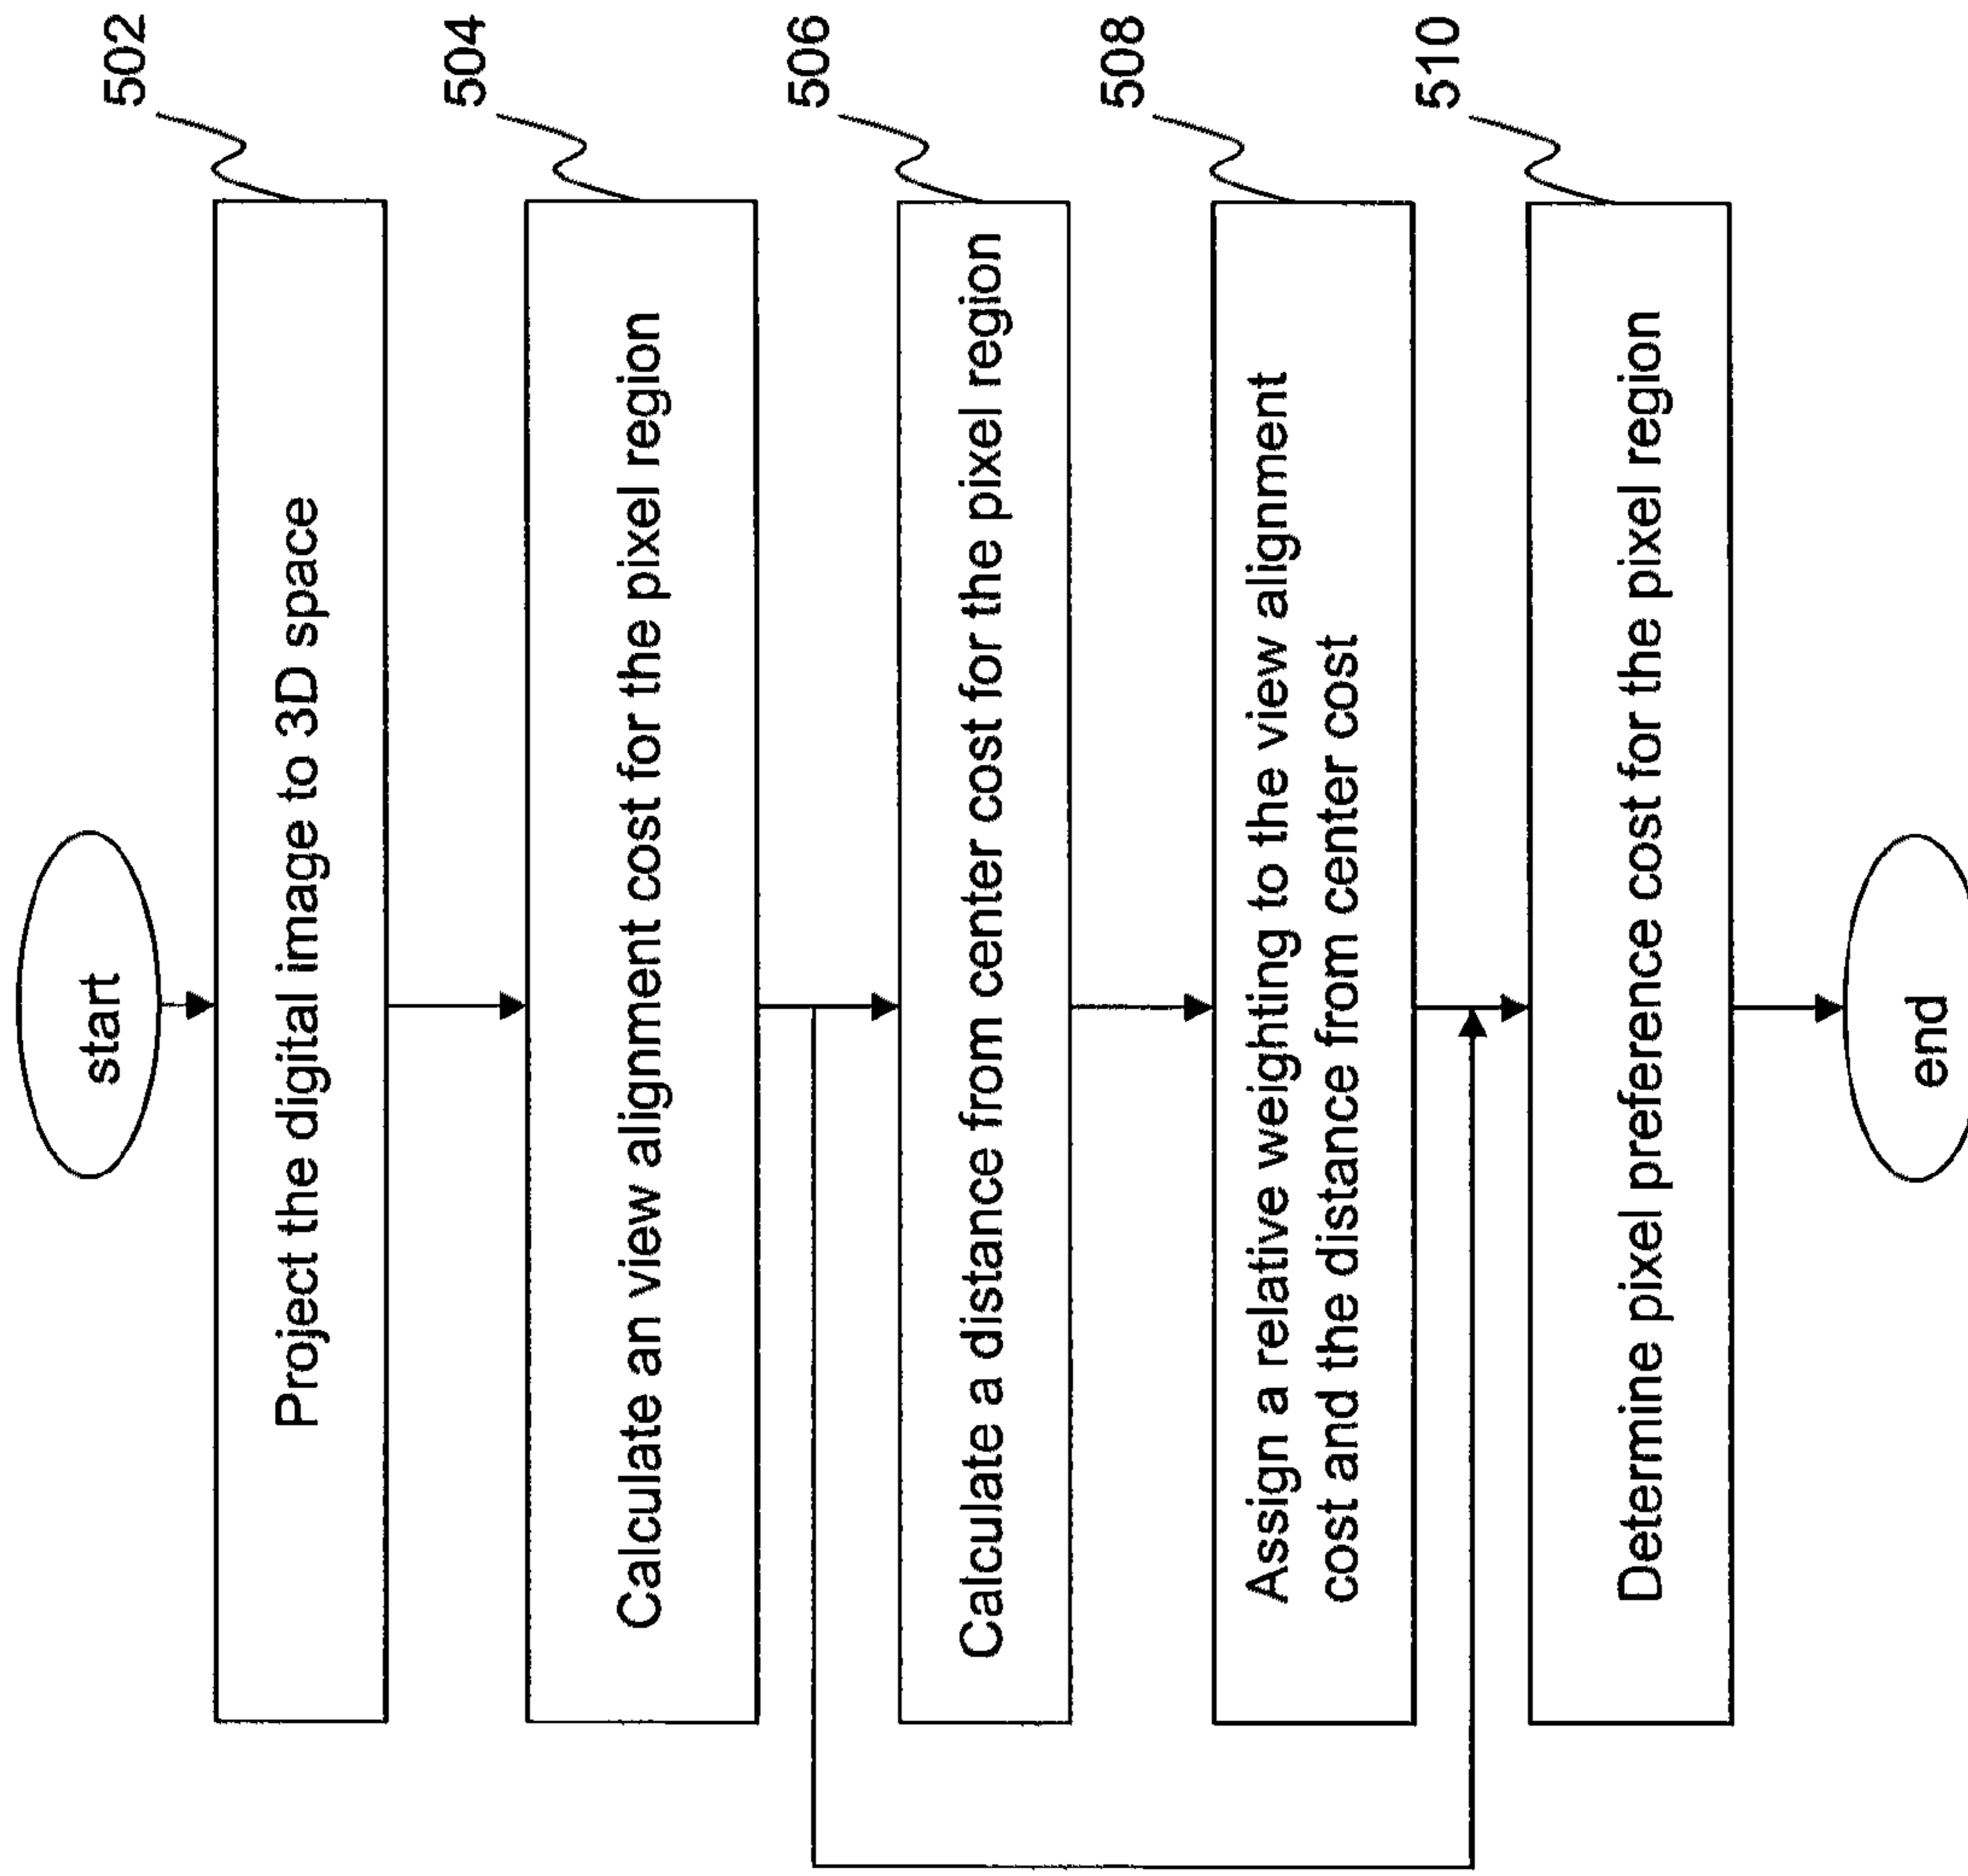 start
502
Project the digital image to 3D space
504
Calculate an view alignment cost for the pixel region
506
Calculate a distance from center cost for the pixel region
508
Assign a relative weighting to the view alignment
cost and the distance from center cost
510
Determine pixel preference cost for the pixel region
end